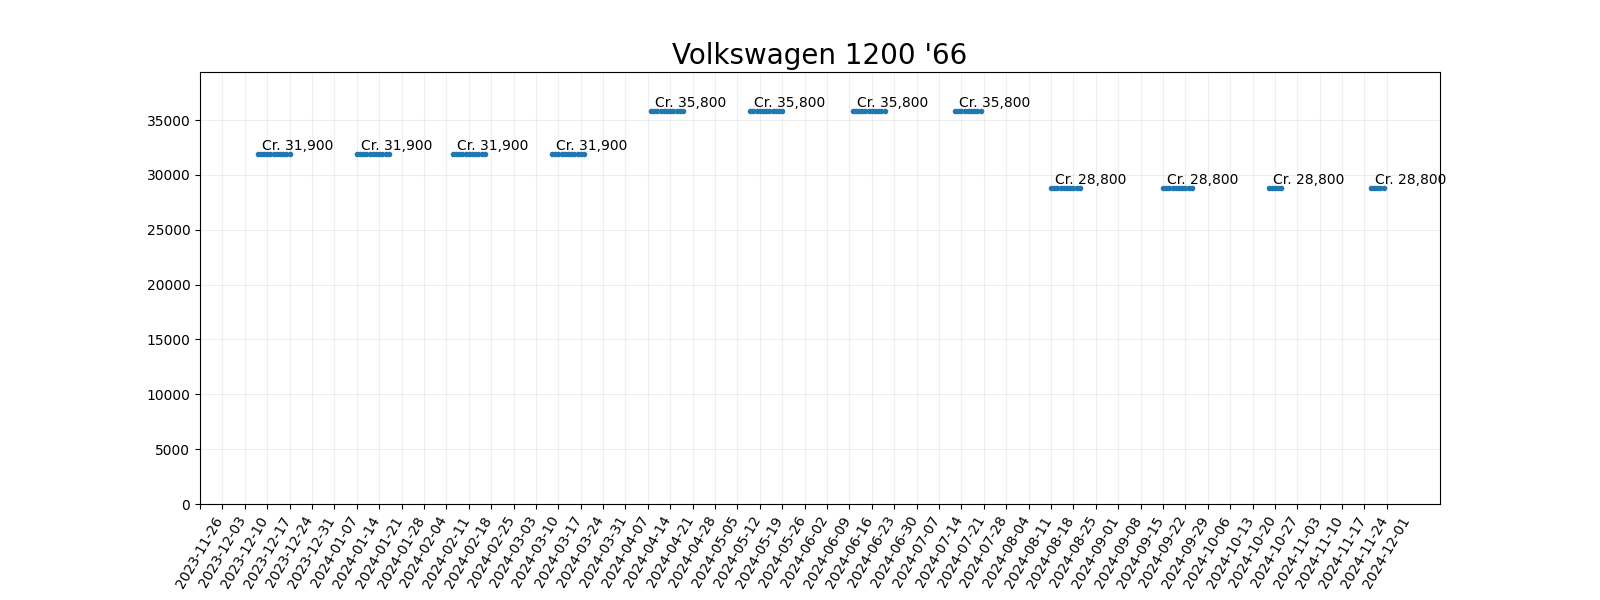 Volkswagen 1200 '66
Cr. 35,800 Cr. 35,800 Cr. 35,800 Cr. 35,800
35000
Cr. 31,900 Cr. 31,900 Cr. 31,900 Cr. 31,900
30000
Cr. 28,800 Cr. 28,800 Cr. 28,800 Cr. 28,800
25000
20000
15000
10000
5000
0
2023-11-26 2023-12-03 2023-12-10 2023-12-17 2023-12-24 2023-12-31 2024-01-07 2024-01-14 2024-01-21 2024-01-28 2024-02-04 2024-02-11 2024-02-18 2024-02-25 2024-03-03 2024-03-10 2024-03-17 2024-03-24 2024-03-31 2024-04-07 2024-04-14 2024-04-21 2024-04-28 2024-05-05 2024-05-12 2024-05-19 2024-05-26 2024-06-02 2024-06-09 2024-06-16 2024-06-23 2024-06-30 2024-07-07 2024-07-14 2024-07-21 2024-07-28 2024-08-04 2024-08-11 2024-08-18 2024-08-25 2024-09-01 2024-09-08 2024-09-15 2024-09-22 2024-09-29 2024-10-06 2024-10-13 2024-10-20 2024-10-27 2024-11-03 2024-11-10 2024-11-17 2024-11-24 2024-12-01